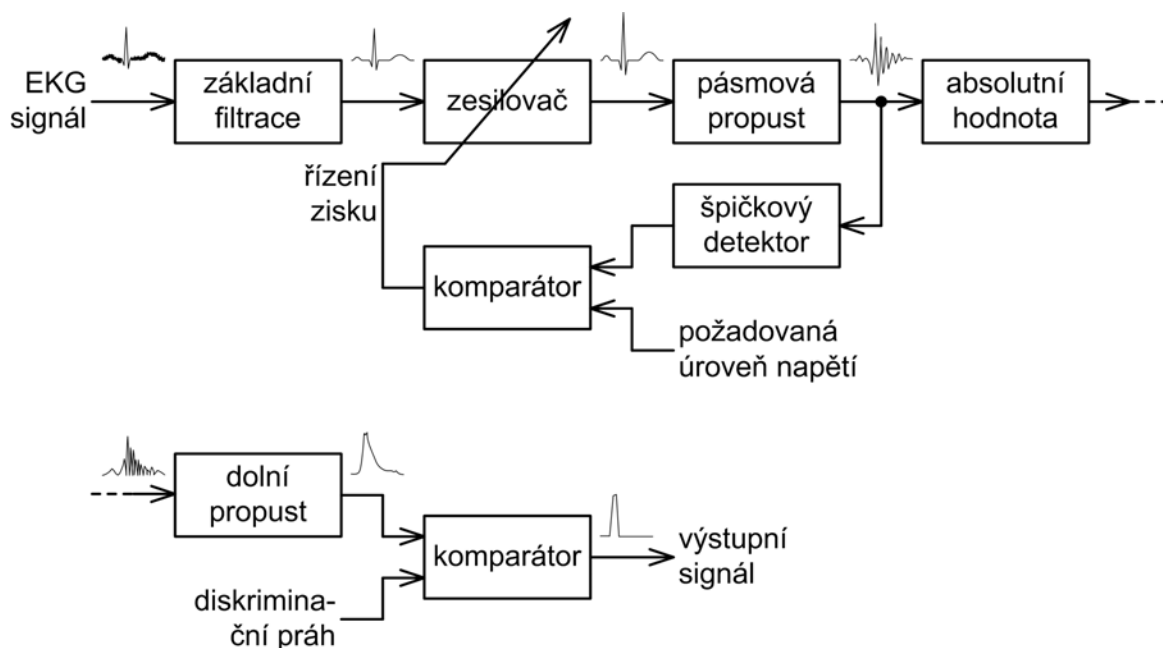 EKG
signál
základní
filtrace
zesilovač
pásmová
propust
absolutní
hodnota
řízení
zisku
špičkový
detektor
komparátor
požadovaná
úroveň napětí
dolní
propust
komparátor
výstupní
signál
diskrimina-
ční práh